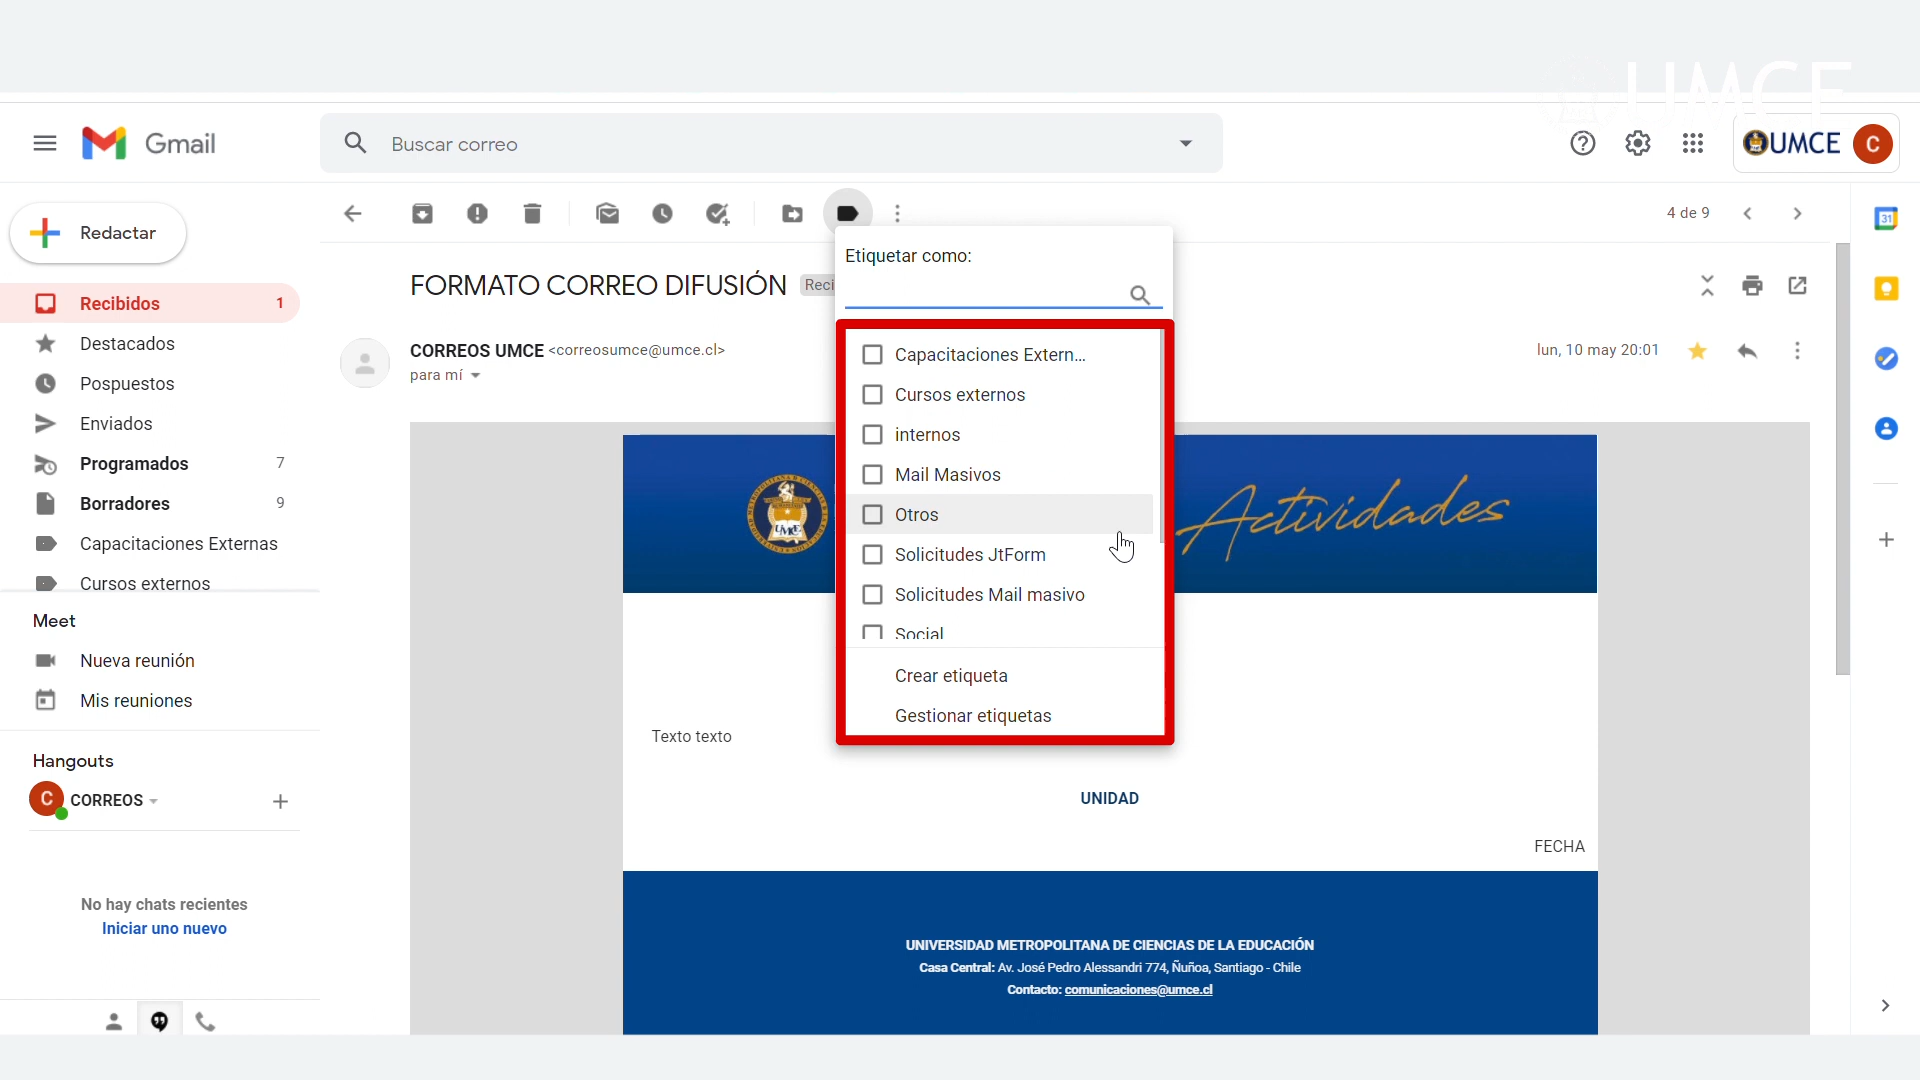 UMCE
Gmail
Buscar correo
UMCE
C
Redactar
4 de 9
Etiquetar como:
FORMATO CORREO DIFUSIÓN
Reci
Recibidos 1
Destacados
Pospuestos
Enviados
Programados 7
Borradores 9
Capacitaciones Externas
Cursos externos
CORREOS UMCE <correosumce@umce.cl>
para mí
lun, 10 may 20:01
Capacitaciones Extern...
Cursos externos
internos
Mail Masivos
Otros
Solicitudes JtForm
Solicitudes Mail masivo
Social
Crear etiqueta
Gestionar etiquetas
UMCE
Actividades
31
Meet
Nueva reunión
Mis reuniones
Hangouts
C CORREOS
No hay chats recientes
Iniciar uno nuevo
Texto texto
UNIDAD
FECHA
UNIVERSIDAD METROPOLITANA DE CIENCIAS DE LA EDUCACIÓN
Casa Central: Av. José Pedro Alessandri 774, Ñuñoa, Santiago - Chile
Contacto: comunicaciones@umce.cl